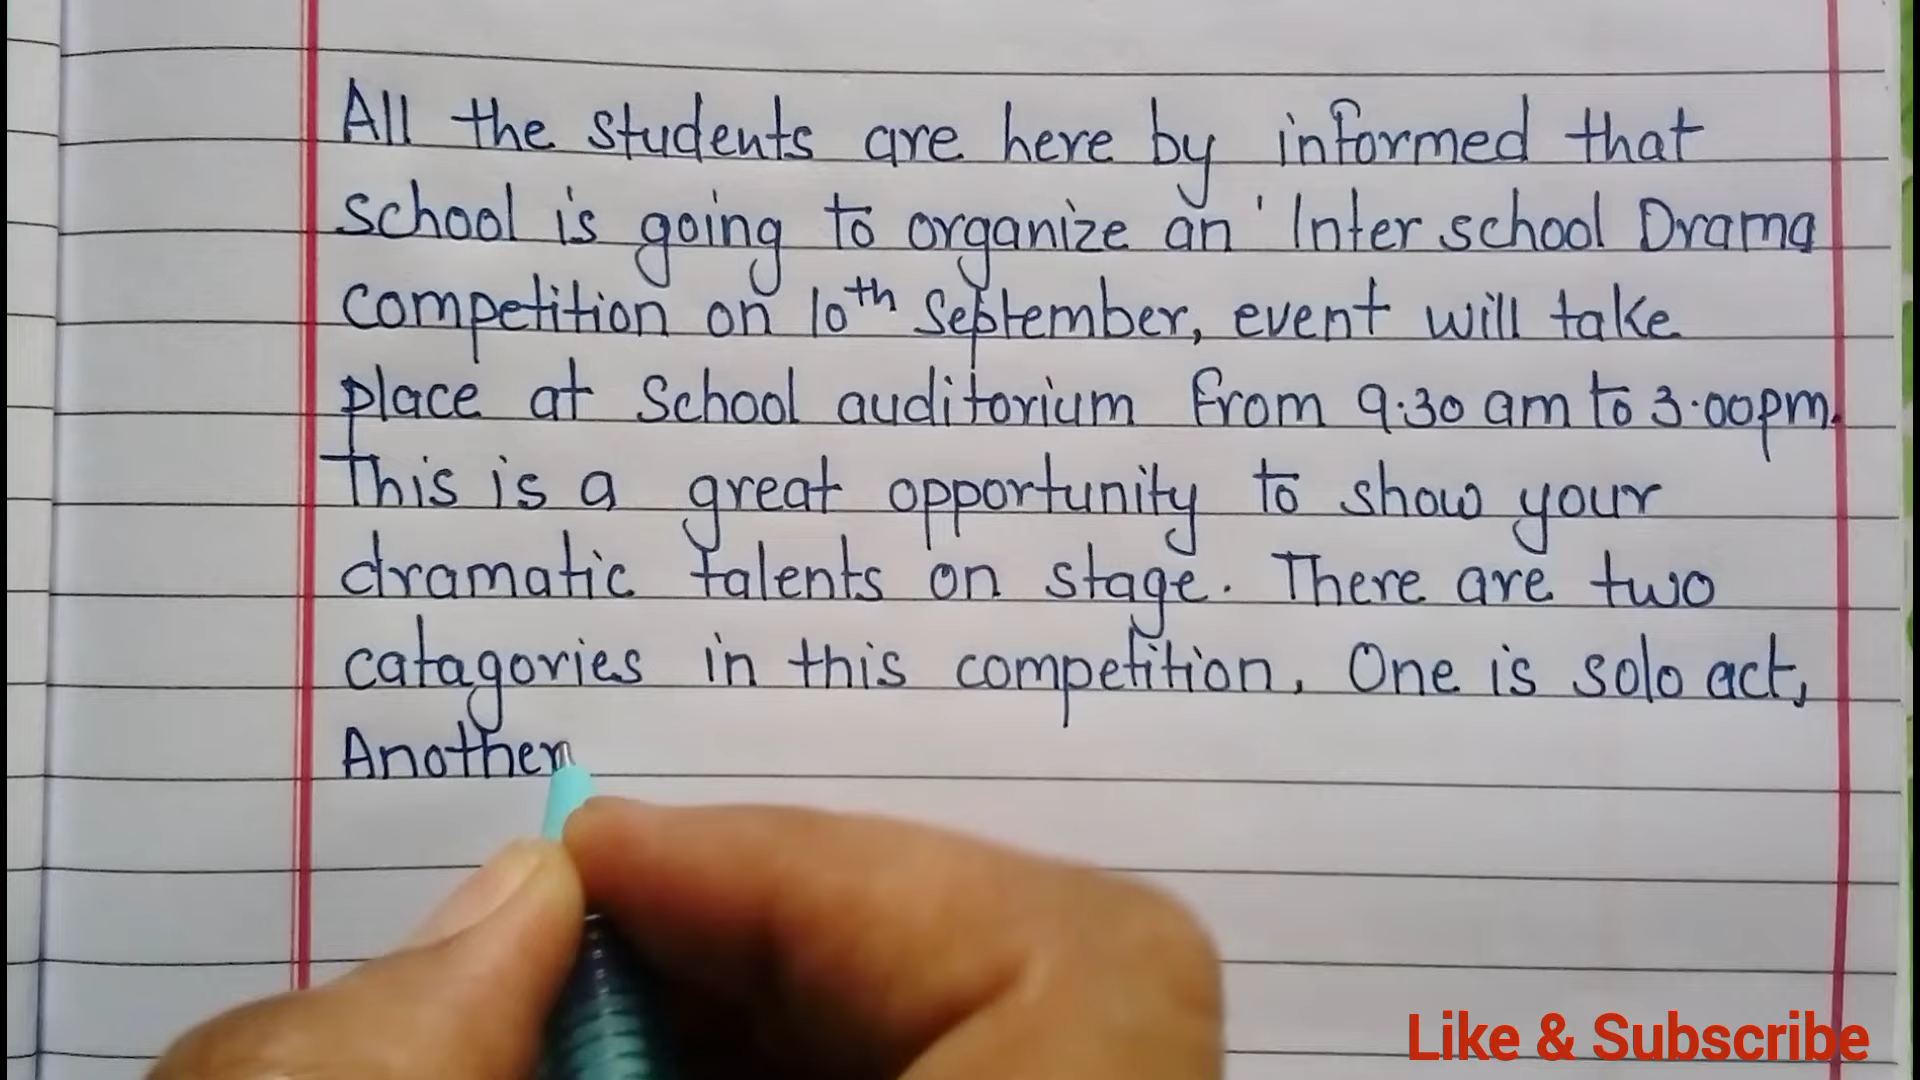 All the students are here by informed that
school is going to organize an ' Inter school Drama
competition on 10th September, event will take
place at School auditorium from 9.30 am to 3.00pm.
This is a great opportunity to show your
dramatic talents on stage. There are two
catagories in this competition, One is solo act,
Another
Like & Subscribe